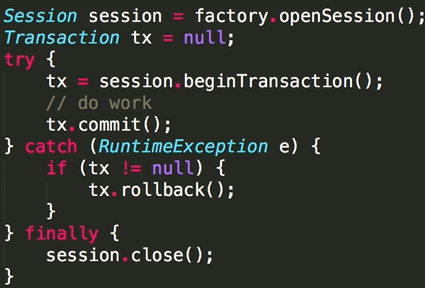 Session session = factory.openSession();
Transaction tx = null;
try {
    tx = session.beginTransaction();
    // do work
    tx.commit();
} catch (RuntimeException e) {
    if (tx != null) {
        tx.rollback();
    }
} finally {
    session.close();
}